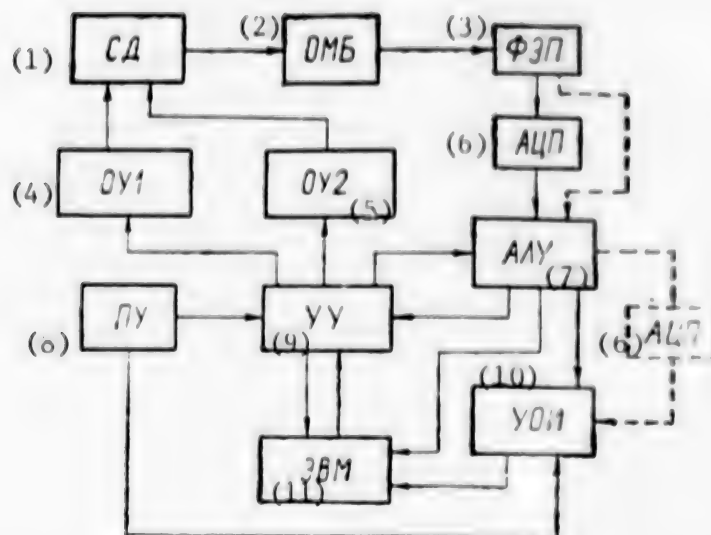 (1) СД
(2) ОМБ
(3) ФЭП
(4) ОУ1
ОУ2 (5)
(6) АЦП
АЛУ (7)
(8) ПУ
УУ (9)
(6) АЦП
(10) УОИ
ЭВМ (11)